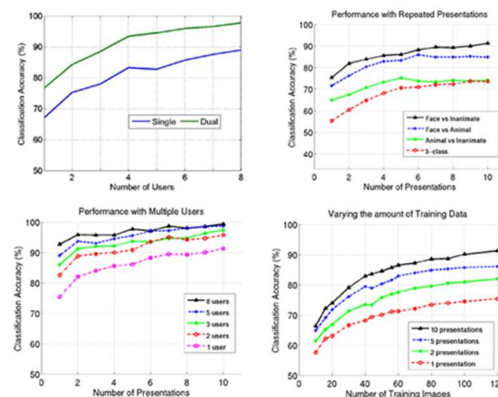 100
90
80
70
60
50
Classification Accuracy (%)
Single
Dual
2
4
6
8
Number of Users
Performance with Repeated Presentations
100
90
80
70
60
50
40
Classification Accuracy (%)
Face vs Inanimate
Face vs Animal
Animal vs Inanimate
3-class
0
2
4
6
8
10
Number of Presentations
Performance with Multiple Users
100
90
80
70
60
50
Classification Accuracy (%)
6 users
5 users
3 users
2 users
1 user
0
2
4
6
8
10
Number of Presentations
Varying the amount of Training Data
100
90
80
70
60
50
Classification Accuracy (%)
10 presentations
5 presentations
2 presentations
1 presentation
0
20
40
60
80
100
120
Number of Training Images